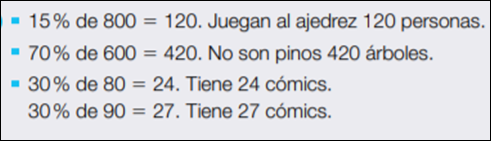 15% de 800 = 120. Juegan al ajedrez 120 personas.
70% de 600 = 420. No son pinos 420 árboles.
30% de 80 = 24. Tiene 24 cómics.
30% de 90 = 27. Tiene 27 cómics.